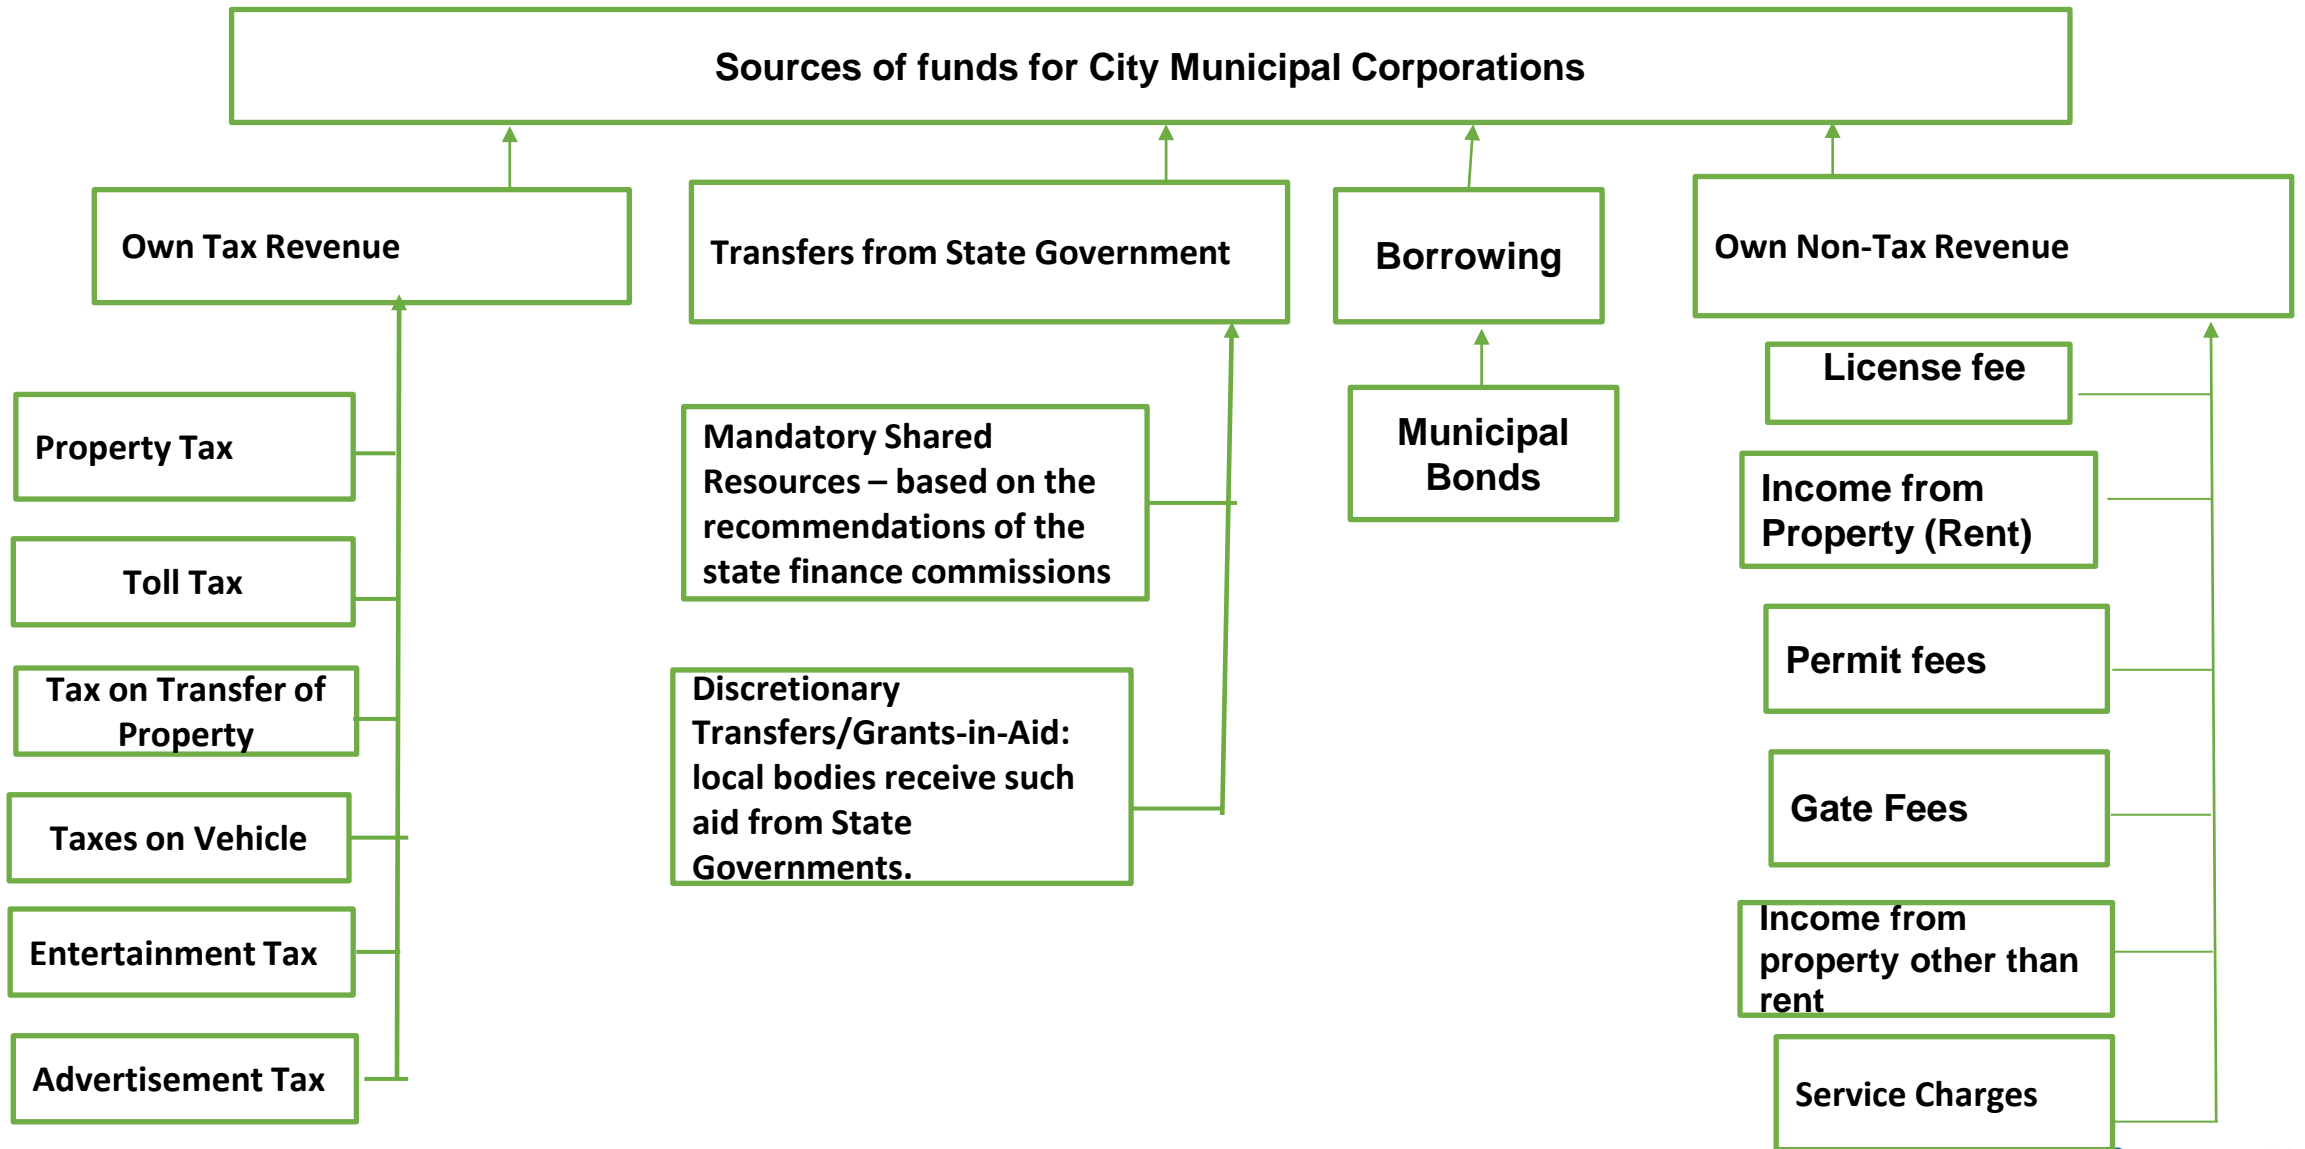 Sources of funds for City Municipal Corporations
Own Tax Revenue
Transfers from State Government
Borrowing
Own Non-Tax Revenue
Property Tax
Toll Tax
Tax on Transfer of
Property
Taxes on Vehicle
Entertainment Tax
Advertisement Tax
Mandatory Shared
Resources – based on the
recommendations of the
state finance commissions
Discretionary
Transfers/Grants-in-Aid:
local bodies receive such
aid from State
Governments.
Municipal
Bonds
License fee
Income from
Property (Rent)
Permit fees
Gate Fees
Income from
property other than
rent
Service Charges